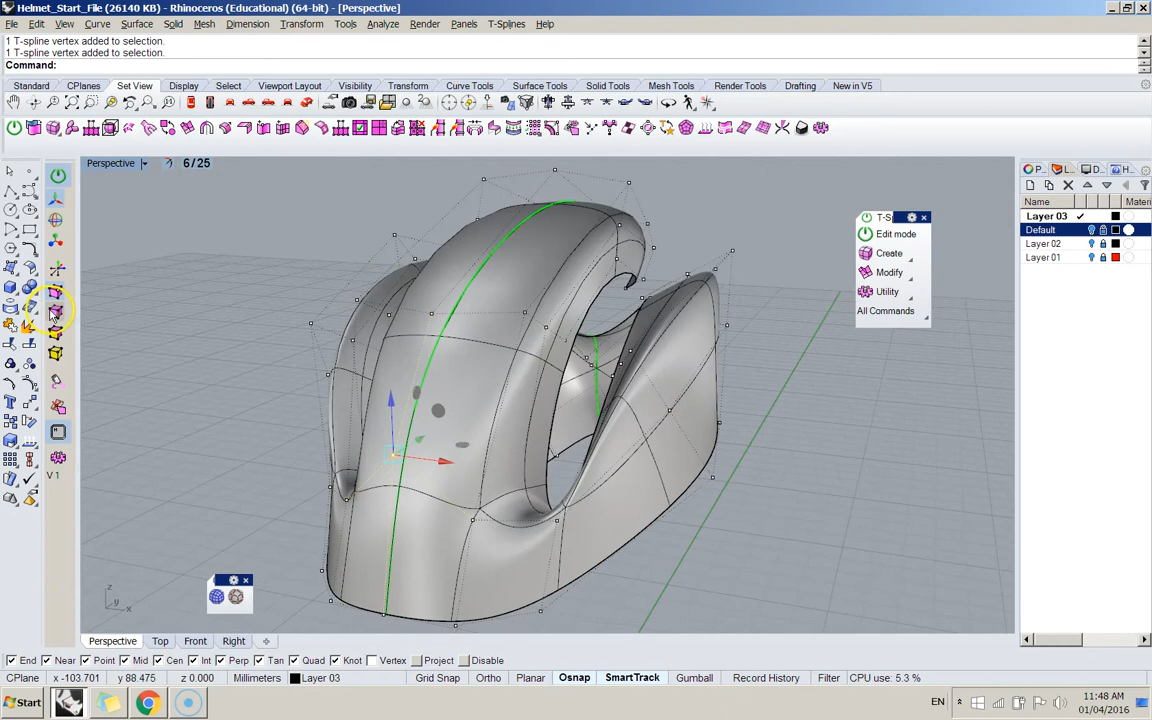 Helmet_Start_File (26140 KB) - Rhinoceros (Educational) (64-bit) - [Perspective]
File Edit View Curve Surface Solid Mesh Dimension Transform Tools Analyze Render Panels T-Splines Help
1 T-spline vertex added to selection.
1 T-spline vertex added to selection.
Command:
Standard CPlanes Set View Display Select Viewport Layout Visibility Transform Curve Tools Surface Tools Solid Tools Mesh Tools Render Tools Drafting New in V5
Perspective 6/25
Name Materi
Layer 03
Default
Layer 02
Layer 01
T-S
Edit mode
Create
Modify
Utility
All Commands
V 1
z
y
x
Perspective Top Front Right
End Near Point Mid Cen Int Perp Tan Quad Knot Vertex Project Disable
CPlane x -103.701 y 88.475 z 0.000 Millimeters Layer 03 Grid Snap Ortho Planar Osnap SmartTrack Gumball Record History Filter CPU use: 5.3 %
Start EN 11:48 AM
01/04/2016